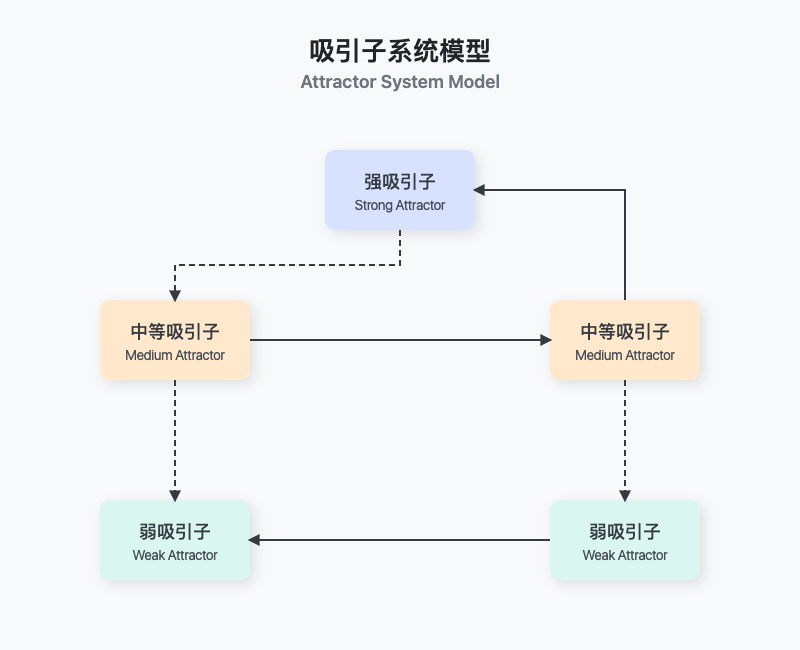 吸引子系统模型
Attractor System Model
强吸引子
Strong Attractor
中等吸引子
Medium Attractor
中等吸引子
Medium Attractor
弱吸引子
Weak Attractor
弱吸引子
Weak Attractor